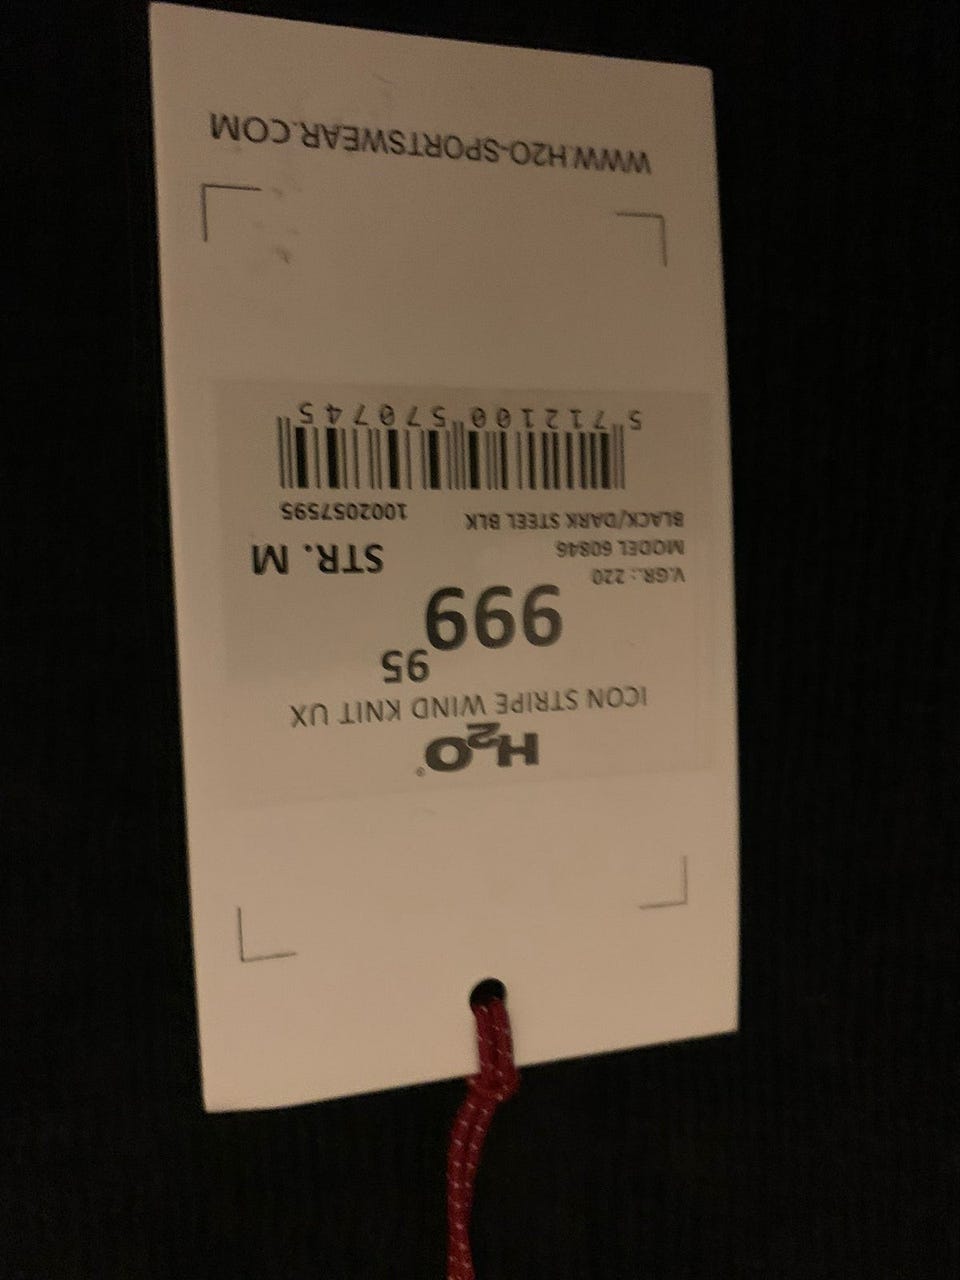 H2O®
ICON STRIPE WIND KNIT UX
999 95
V.GR.: 220
MODEL 60846 STR. M
BLACK/DARK STEEL BLK 1002057595
5 712100 570745
WWW.H2O-SPORTSWEAR.COM